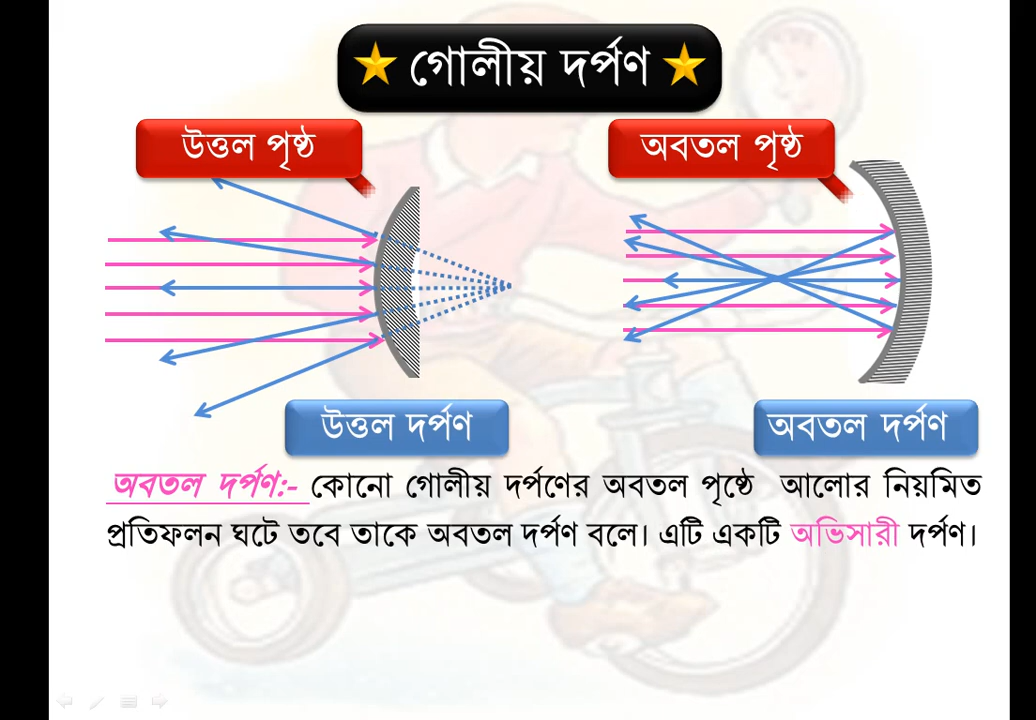 গোলীয় দর্পণ
উত্তল পৃষ্ঠ
অবতল পৃষ্ঠ
উত্তল দর্পণ
অবতল দর্পণ
অবতল দর্পণ:- কোনো গোলীয় দর্পণের অবতল পৃষ্ঠে আলোর নিয়মিত
প্রতিফলন ঘটে তবে তাকে অবতল দর্পণ বলে। এটি একটি অভিসারী দর্পণ।